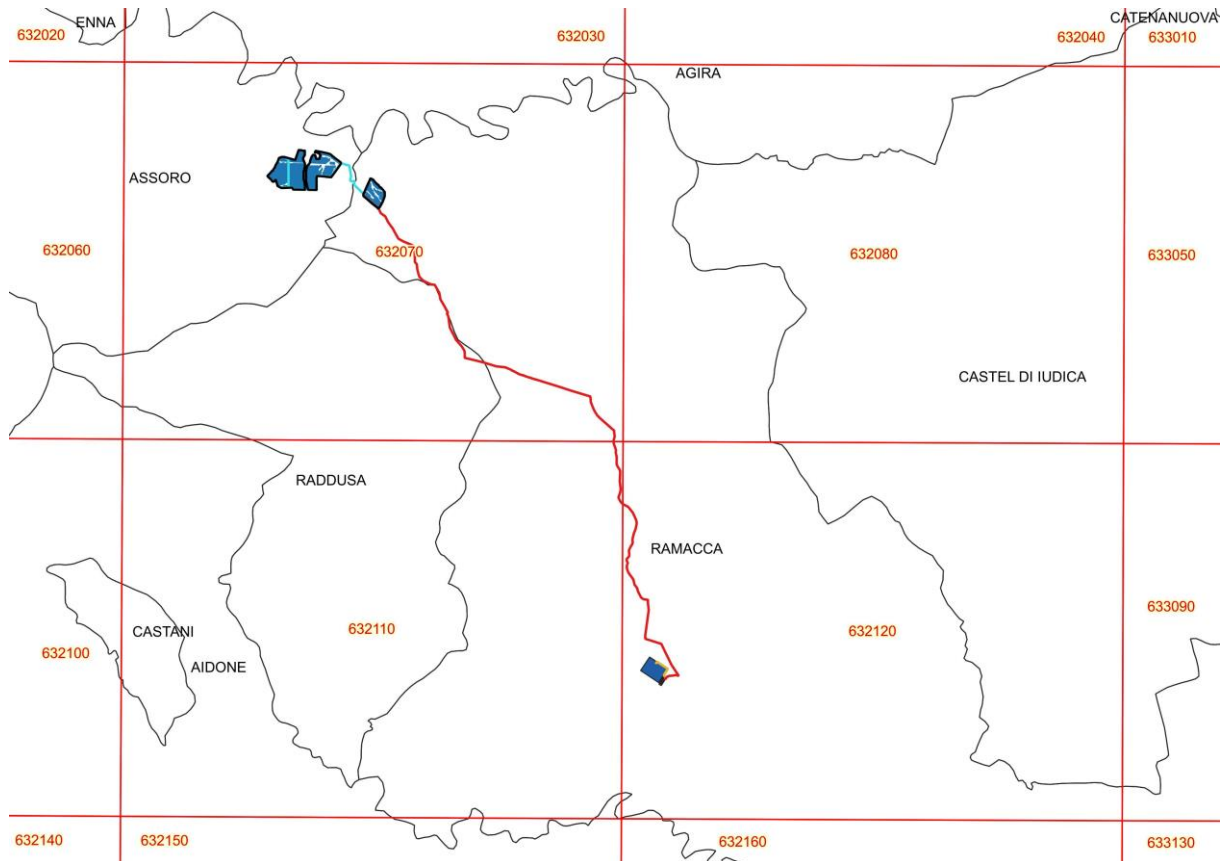 ENNA
CATENANUOVA
632020
632030
632040
633010
AGIRA
ASSORO
632060
632070
632080
633050
CASTEL DI IUDICA
RADDUSA
RAMACCA
633090
CASTANI
632110
632120
632100
AIDONE
632140
632150
632160
633130